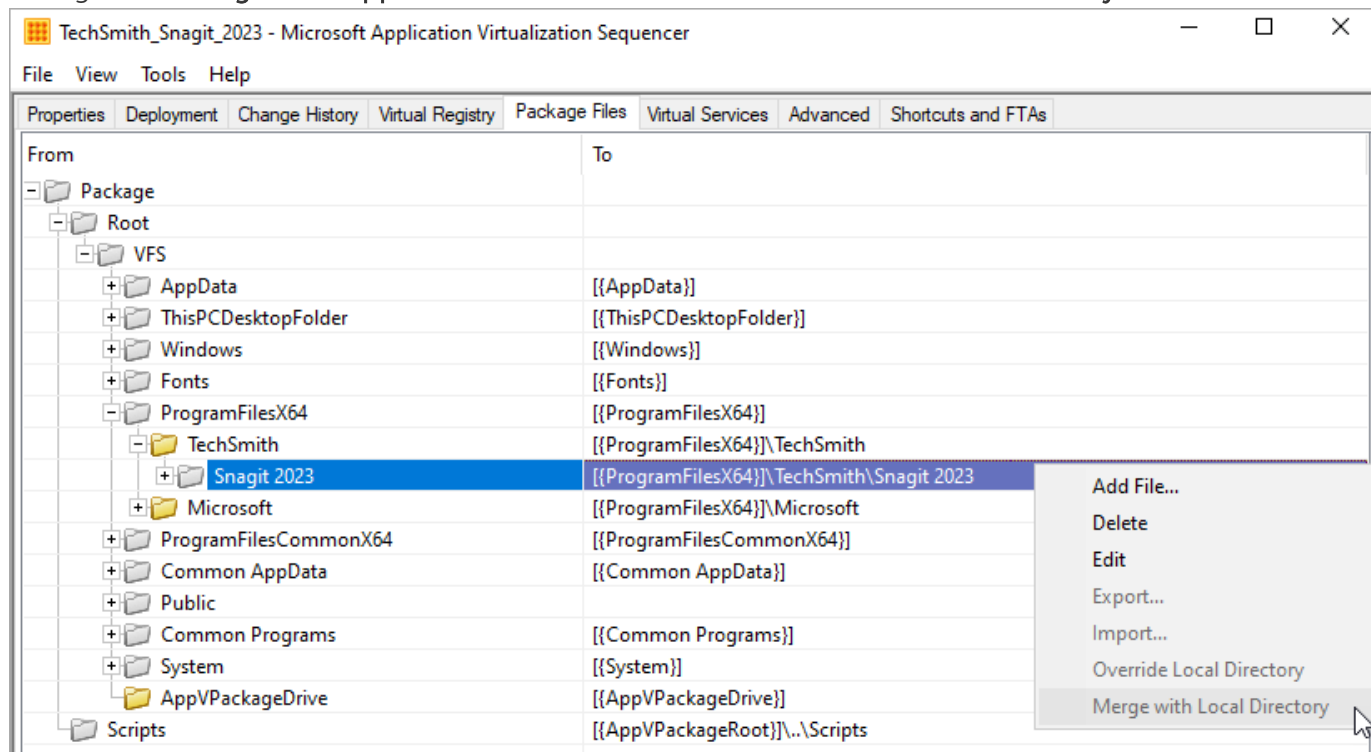 TechSmith_Snagit_2023 - Microsoft Application Virtualization Sequencer
File View Tools Help
Properties Deployment Change History Virtual Registry Package Files Virtual Services Advanced Shortcuts and FTAs
From To
Package
Root
VFS
AppData [{AppData}]
ThisPCDesktopFolder [{ThisPCDesktopFolder}]
Windows [{Windows}]
Fonts [{Fonts}]
ProgramFilesX64 [{ProgramFilesX64}]
TechSmith [{ProgramFilesX64}]\TechSmith
Snagit 2023 [{ProgramFilesX64}]\TechSmith\Snagit 2023
Microsoft [{ProgramFilesX64}]\Microsoft
ProgramFilesCommonX64 [{ProgramFilesCommonX64}]
Common AppData [{Common AppData}]
Public
Common Programs [{Common Programs}]
System [{System}]
AppVPackageDrive [{AppVPackageDrive}]
Scripts [{AppVPackageRoot}]\..\Scripts
Add File...
Delete
Edit
Export...
Import...
Override Local Directory
Merge with Local Directory